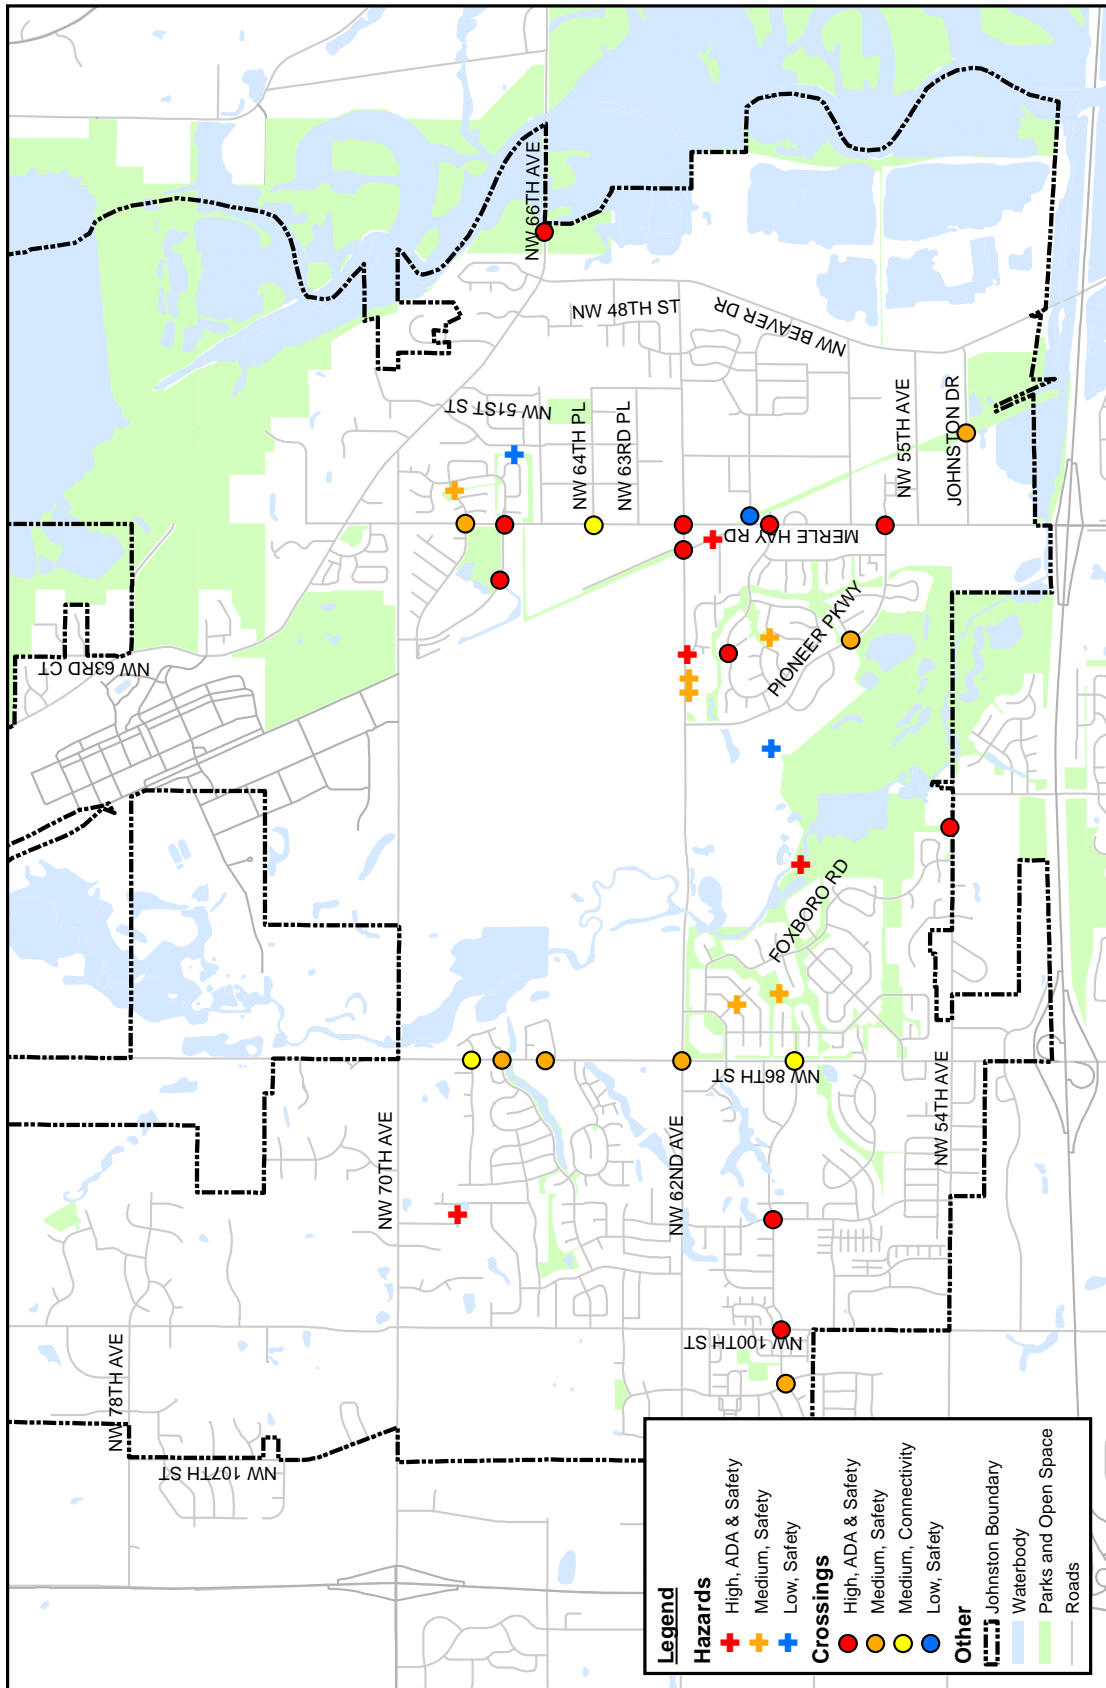 NW 66TH AVE
NW 48TH ST
NW BEAVER DR
NW 51ST ST
NW 64TH PL
NW 63RD PL
NW 55TH AVE
JOHNSTON DR
MERLE HAY RD
PIONEER PKWY
NW 63RD CT
FOXBORO RD
NW 86TH ST
NW 54TH AVE
NW 70TH AVE
NW 62ND AVE
NW 100TH ST
NW 78TH AVE
NW 107TH ST
Legend
Hazards
High, ADA & Safety
Medium, Safety
Low, Safety
Crossings
High, ADA & Safety
Medium, Safety
Medium, Connectivity
Low, Safety
Other
Johnston Boundary
Waterbody
Parks and Open Space
Roads